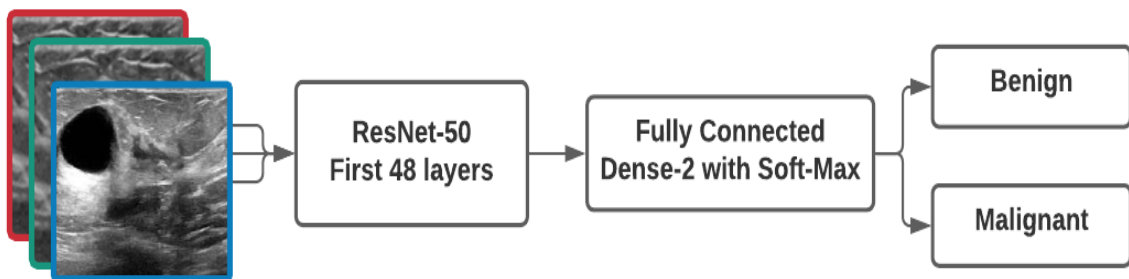 ResNet-50
First 48 layers
Fully Connected
Dense-2 with Soft-Max
Benign
Malignant